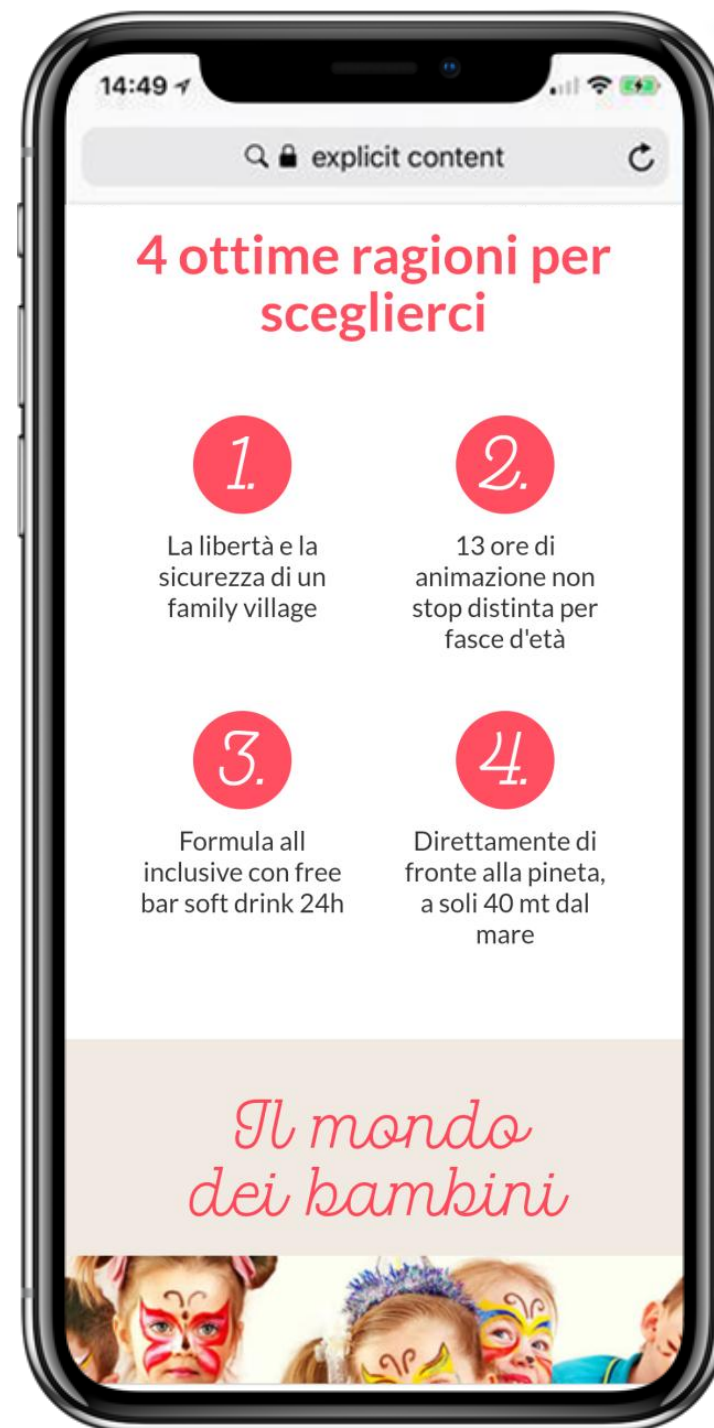 14:49
explicit content
4 ottime ragioni per
sceglierci
1.
La libertà e la
sicurezza di un
family village
2.
13 ore di
animazione non
stop distinta per
fasce d'età
3.
Formula all
inclusive con free
bar soft drink 24h
4.
Direttamente di
fronte alla pineta,
a soli 40 mt dal
mare
Il mondo
dei bambini